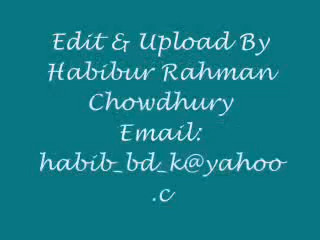 Edit & Upload By
Habibur Rahman
Chowdhury
Email:
habib_bd_k@yahoo
.c